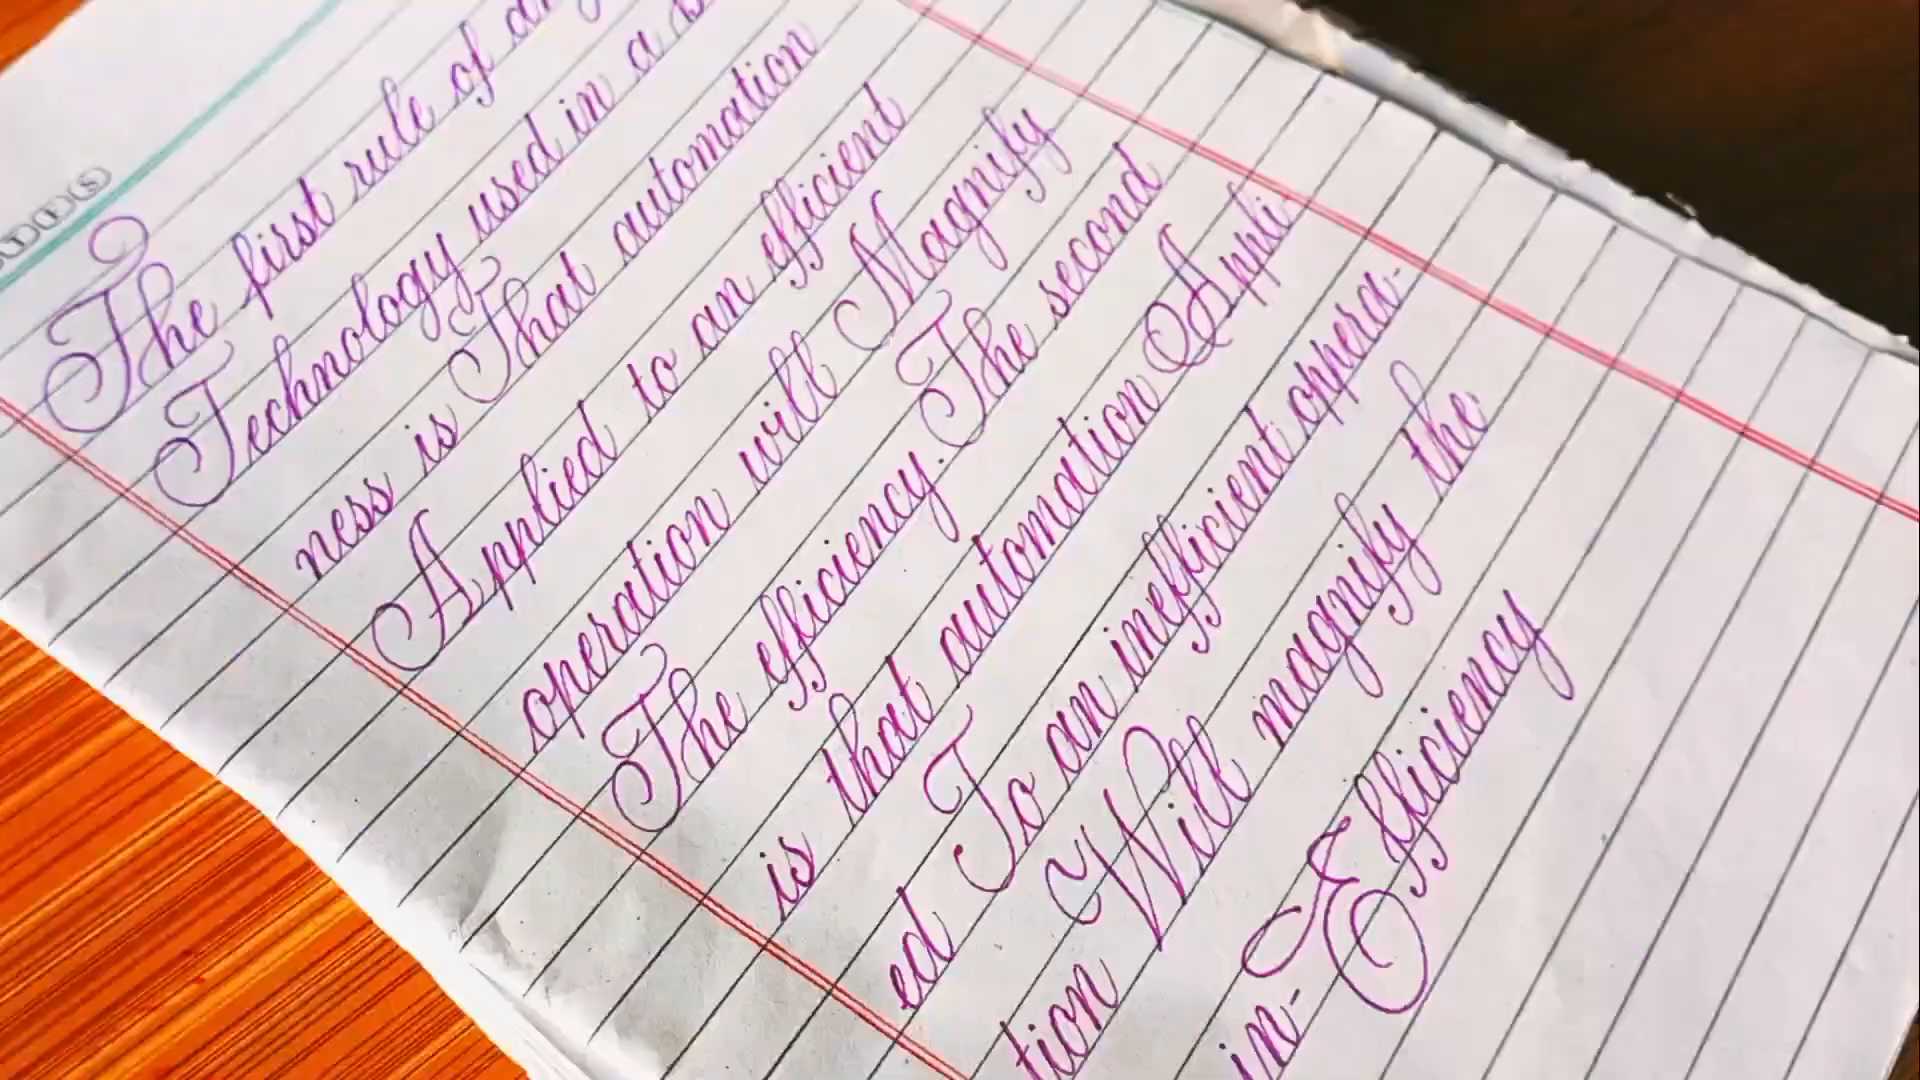 The first rule of
Technology used in a
ness is That automation
Applied to an efficient
operation will Magnify
The efficiency. The second
is that automation Appli-
ed To an inefficient oppera-
tion Will magnify the
in-Efficiency